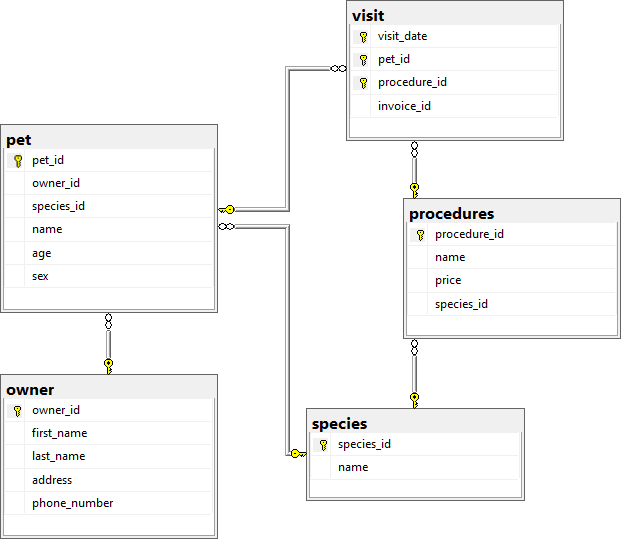 visit
visit_date
pet_id
procedure_id
invoice_id
pet
pet_id
owner_id
species_id
name
age
sex
procedures
procedure_id
name
price
species_id
owner
owner_id
first_name
last_name
address
phone_number
species
species_id
name